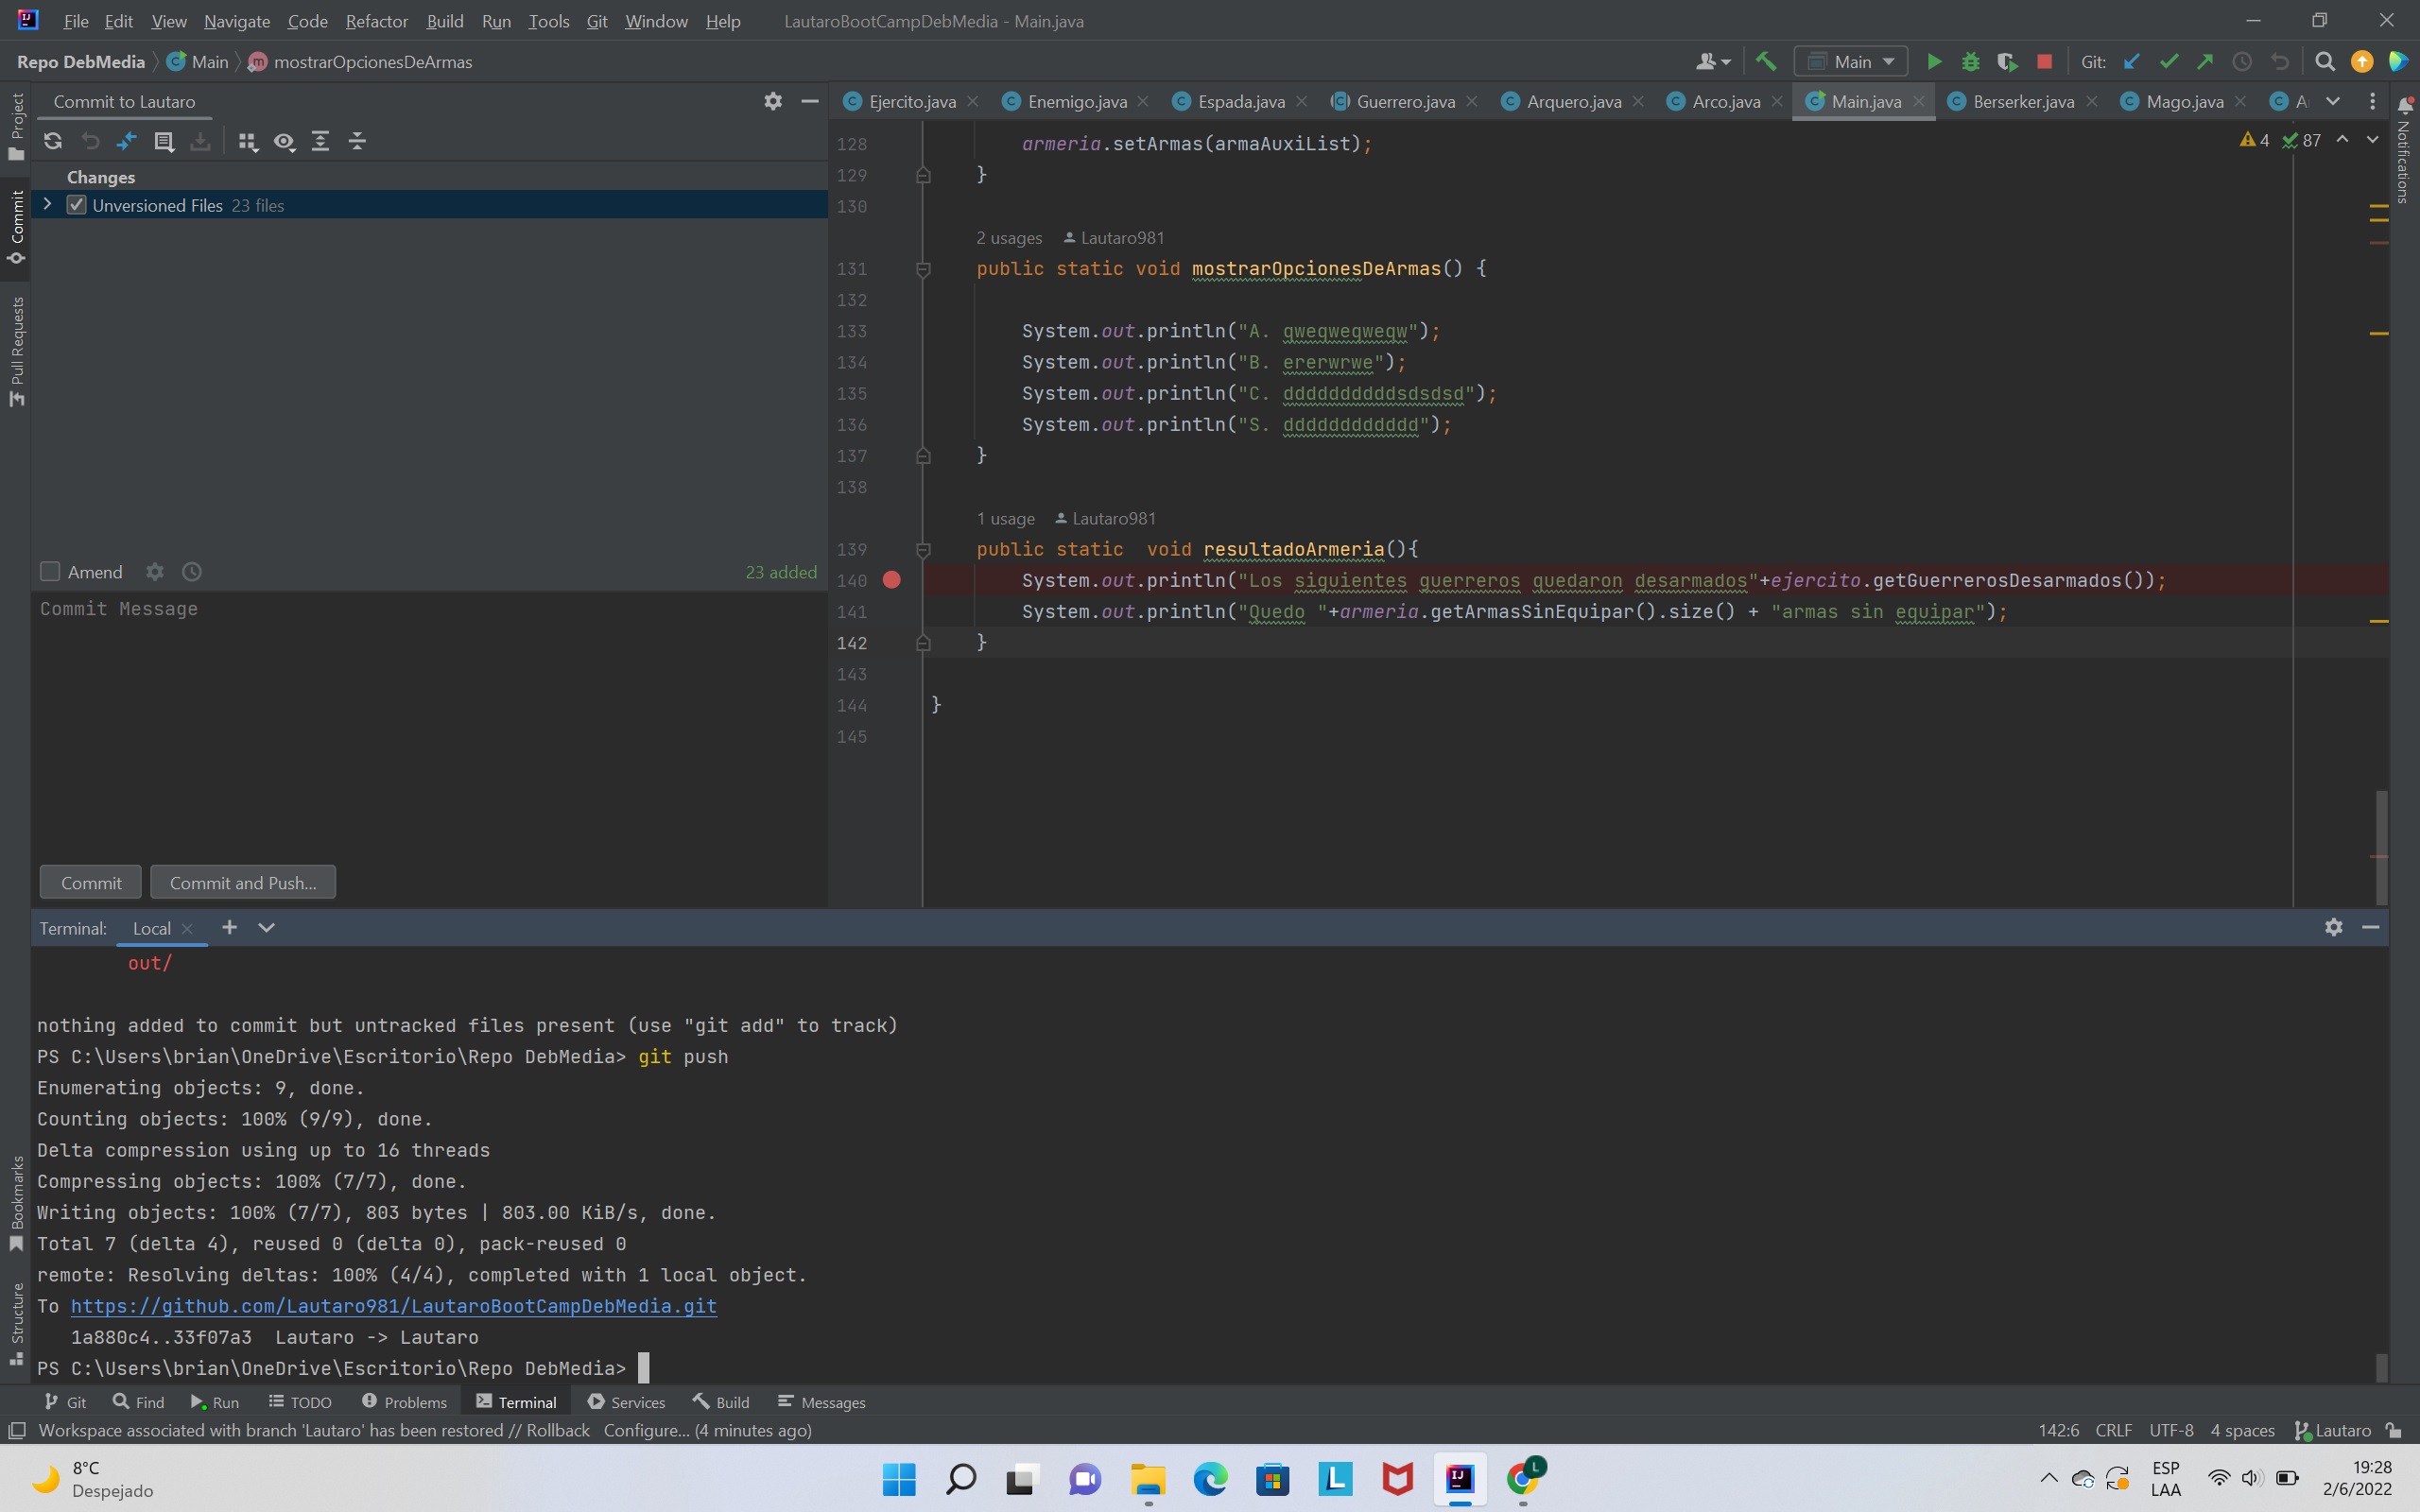 File Edit View Navigate Code Refactor Build Run Tools Git Window Help LautaroBootCampDebMedia - Main.java
Repo DebMedia Main mostrarOpcionesDeArmas
Main Git:
Project
Commit
Pull Requests
Bookmarks
Structure
Notifications
Commit to Lautaro
Changes
Unversioned Files 23 files
Amend 23 added
Commit Message
Commit Commit and Push...
Ejercito.java Enemigo.java Espada.java Guerrero.java Arquero.java Arco.java Main.java Berserker.java Mago.java A
4 87
128 armeria.setArmas(armaAuxiList);
129 }
130
2 usages Lautaro981
131 public static void mostrarOpcionesDeArmas() {
132
133 System.out.println("A. qweqweqweqw");
134 System.out.println("B. ererwrwe");
135 System.out.println("C. ddddddddddsdsdsd");
136 System.out.println("S. dddddddddddd");
137 }
138
1 usage Lautaro981
139 public static  void resultadoArmeria(){
140 System.out.println("Los siguientes guerreros quedaron desarmados"+ejercito.getGuerrerosDesarmados());
141 System.out.println("Quedo "+armeria.getArmasSinEquipar().size() + "armas sin equipar");
142 }
143
144 }
145
Terminal: Local
out/
nothing added to commit but untracked files present (use "git add" to track)
PS C:\Users\brian\OneDrive\Escritorio\Repo DebMedia> git push
Enumerating objects: 9, done.
Counting objects: 100% (9/9), done.
Delta compression using up to 16 threads
Compressing objects: 100% (7/7), done.
Writing objects: 100% (7/7), 803 bytes | 803.00 KiB/s, done.
Total 7 (delta 4), reused 0 (delta 0), pack-reused 0
remote: Resolving deltas: 100% (4/4), completed with 1 local object.
To https://github.com/Lautaro981/LautaroBootCampDebMedia.git
1a880c4..33f07a3  Lautaro -> Lautaro
PS C:\Users\brian\OneDrive\Escritorio\Repo DebMedia>
Git Find Run TODO Problems Terminal Services Build Messages
Workspace associated with branch 'Lautaro' has been restored // Rollback Configure... (4 minutes ago) 142:6 CRLF UTF-8 4 spaces Lautaro
8°C
Despejado
L
L
IJ
ESP
LAA
19:28
2/6/2022